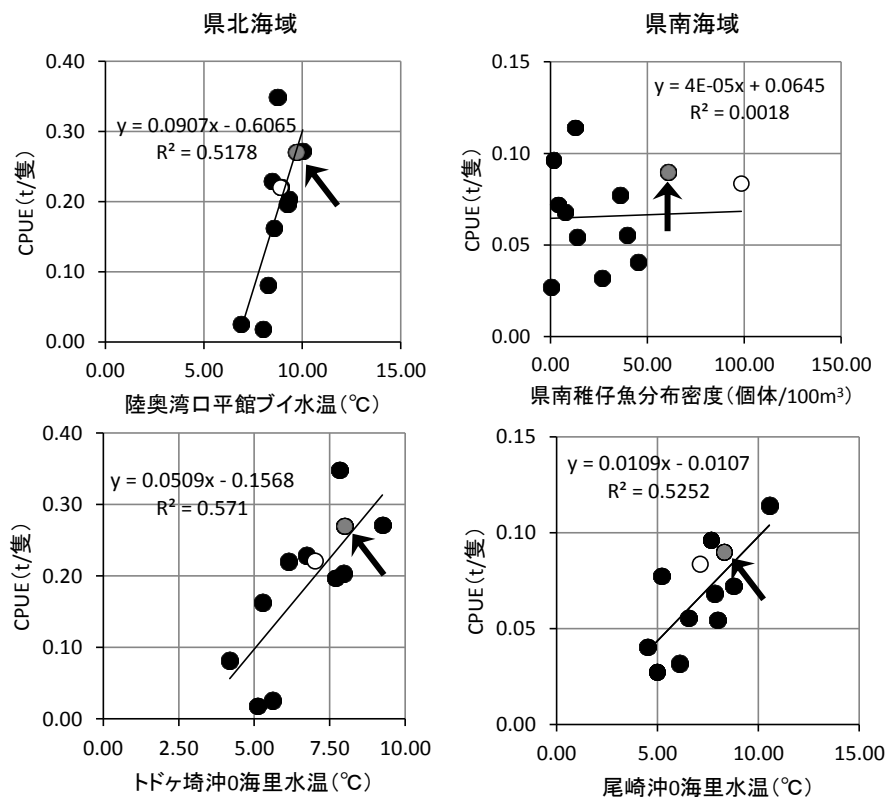 県北海域
県南海域
CPUE(t/隻)
0.40
0.30
0.20
0.10
0.00
y = 0.0907x - 0.6065
R² = 0.5178
0.00 5.00 10.00 15.00
陸奥湾口平館ブイ水温(℃)
CPUE(t/隻)
0.15
0.10
0.05
0.00
y = 4E-05x + 0.0645
R² = 0.0018
0.00 50.00 100.00 150.00
県南稚仔魚分布密度(個体/100m³)
CPUE(t/隻)
0.40
0.30
0.20
0.10
0.00
y = 0.0509x - 0.1568
R² = 0.571
0.00 2.50 5.00 7.50 10.00
トドヶ埼沖0海里水温(℃)
CPUE(t/隻)
0.15
0.10
0.05
0.00
y = 0.0109x - 0.0107
R² = 0.5252
0.00 5.00 10.00 15.00
尾崎沖0海里水温(℃)